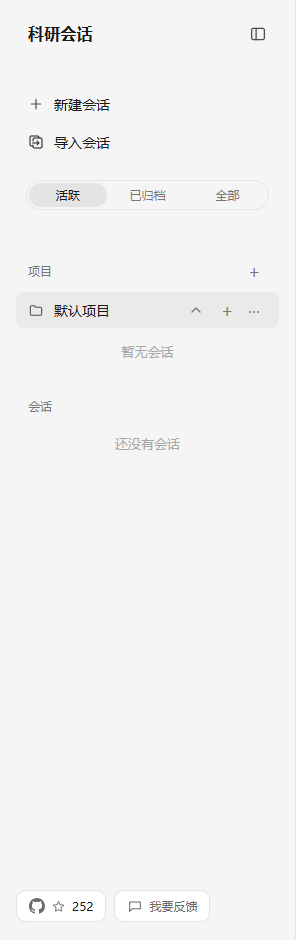 科研会话
新建会话
导入会话
活跃 已归档 全部
项目
默认项目
暂无会话
会话
还没有会话
252 我要反馈